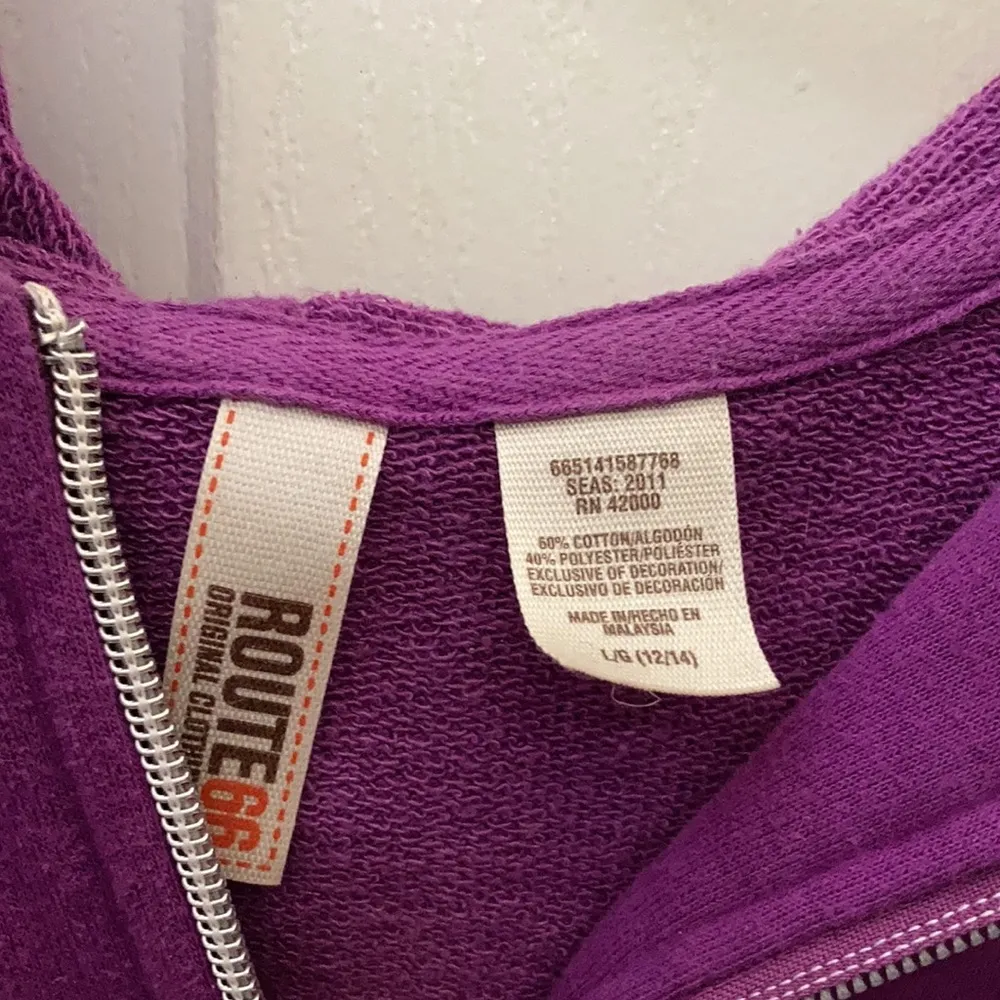 ROUTE 66
ORIGINAL
665141587768
SEAS: 2011
RN 42000
60% COTTON/ALGODÓN
40% POLYESTER/POLIÉSTER
EXCLUSIVE OF DECORATION/
EXCLUSIVO DE DECORACIÓN
MADE IN/HECHO EN
MALAYSIA
L/G (12/14)